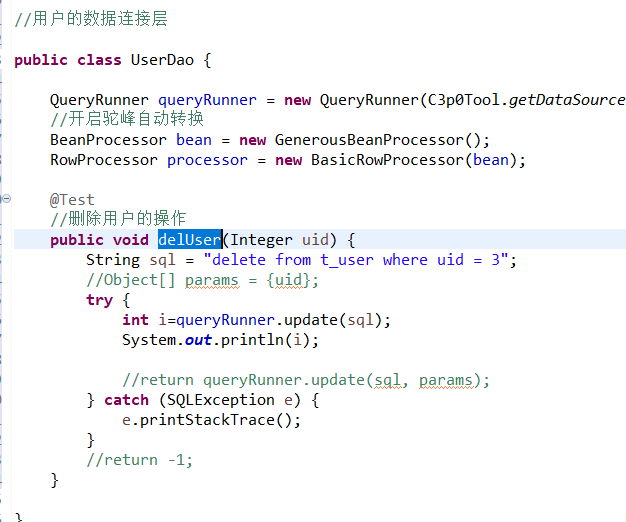 //用户的数据连接层
public class UserDao {
QueryRunner queryRunner = new QueryRunner(C3p0Tool.getDataSource
//开启驼峰自动转换
BeanProcessor bean = new GenerousBeanProcessor();
RowProcessor processor = new BasicRowProcessor(bean);
@Test
//删除用户的操作
public void delUser(Integer uid) {
String sql = "delete from t_user where uid = 3";
//Object[] params = {uid};
try {
int i=queryRunner.update(sql);
System.out.println(i);
//return queryRunner.update(sql, params);
} catch (SQLException e) {
e.printStackTrace();
}
//return -1;
}
}